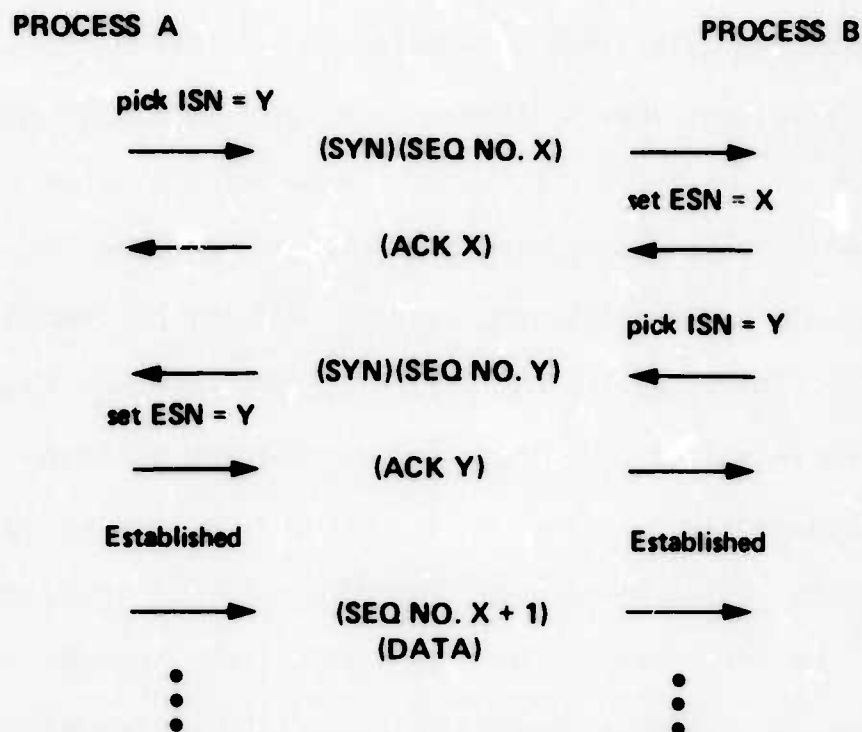 PROCESS A
PROCESS B
pick ISN = Y
(SYN)(SEQ NO. X)
set ESN = X
(ACK X)
pick ISN = Y
(SYN)(SEQ NO. Y)
set ESN = Y
(ACK Y)
Established
Established
(SEQ NO. X + 1)
(DATA)